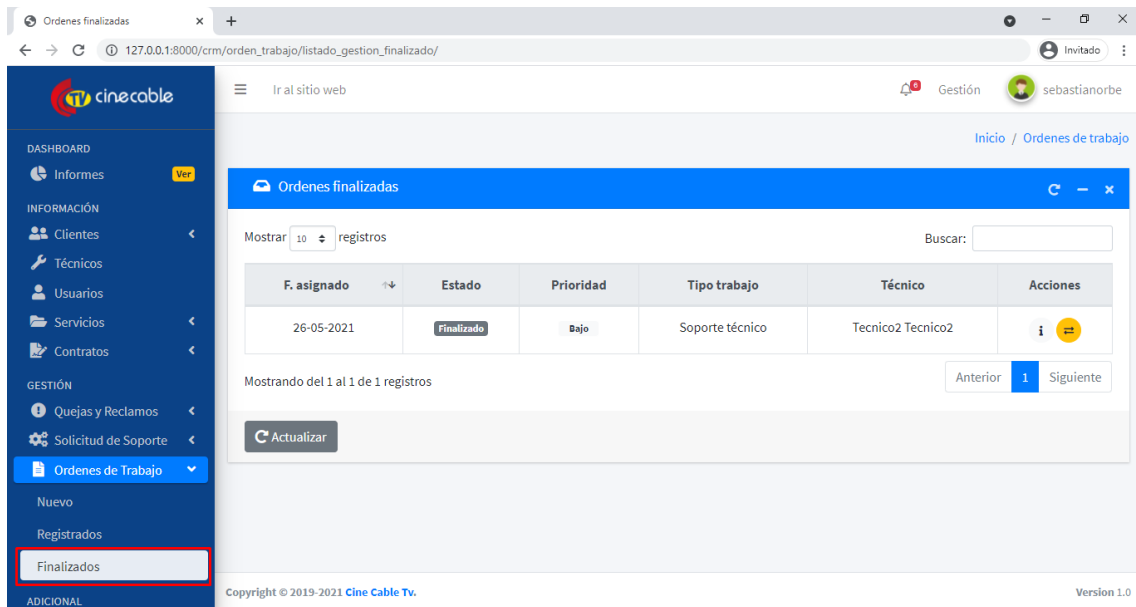 Ordenes finalizadas
127.0.0.1:8000/crm/orden_trabajo/listado_gestion_finalizado/
Invitado
TV cinecable
Ir al sitio web
6
Gestión
sebastianorbe
Inicio / Ordenes de trabajo
DASHBOARD
Informes Ver
INFORMACIÓN
Clientes
Técnicos
Usuarios
Servicios
Contratos
GESTIÓN
Quejas y Reclamos
Solicitud de Soporte
Ordenes de Trabajo
Nuevo
Registrados
Finalizados
ADICIONAL
Ordenes finalizadas
Mostrar 10 registros
Buscar:
F. asignado Estado Prioridad Tipo trabajo Técnico Acciones
26-05-2021 Finalizado Bajo Soporte técnico Tecnico2 Tecnico2
Mostrando del 1 al 1 de 1 registros
Anterior 1 Siguiente
Actualizar
Copyright © 2019-2021 Cine Cable Tv.
Version 1.0